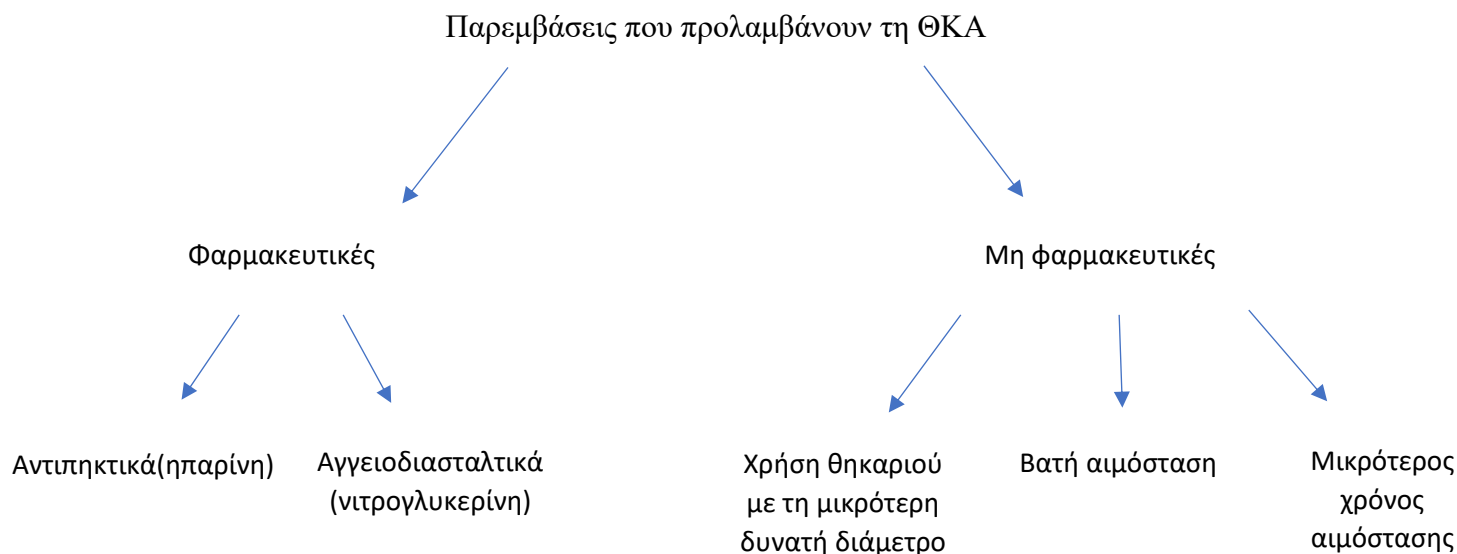 Παρεμβάσεις που προλαμβάνουν τη ΘΚΑ
Φαρμακευτικές
Μη φαρμακευτικές
Αντιπηκτικά(ηπαρίνη)
Αγγειοδιασταλτικά
(νιτρογλυκερίνη)
Χρήση θηκαριού
με τη μικρότερη
δυνατή διάμετρο
Βατή αιμόσταση
Μικρότερος
χρόνος
αιμόστασης